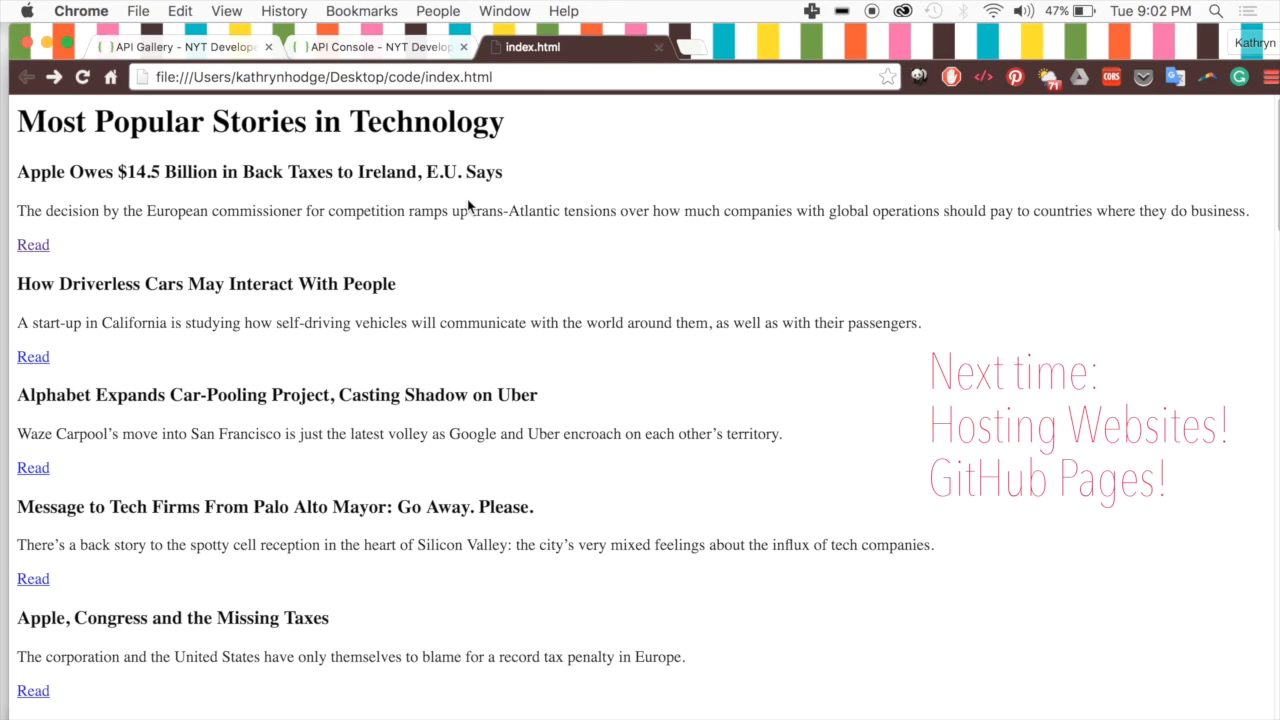 Chrome File Edit View History Bookmarks People Window Help 47% Tue 9:02 PM
API Gallery - NYT Develope API Console - NYT Develop index.html Kathryn
file:///Users/kathrynhodge/Desktop/code/index.html 71 CORS
Most Popular Stories in Technology
Apple Owes $14.5 Billion in Back Taxes to Ireland, E.U. Says
The decision by the European commissioner for competition ramps up trans-Atlantic tensions over how much companies with global operations should pay to countries where they do business.
Read
How Driverless Cars May Interact With People
A start-up in California is studying how self-driving vehicles will communicate with the world around them, as well as with their passengers.
Read
Alphabet Expands Car-Pooling Project, Casting Shadow on Uber
Waze Carpool’s move into San Francisco is just the latest volley as Google and Uber encroach on each other’s territory.
Read
Message to Tech Firms From Palo Alto Mayor: Go Away. Please.
There’s a back story to the spotty cell reception in the heart of Silicon Valley: the city’s very mixed feelings about the influx of tech companies.
Read
Apple, Congress and the Missing Taxes
The corporation and the United States have only themselves to blame for a record tax penalty in Europe.
Read
Next time:
Hosting Websites!
GitHub Pages!